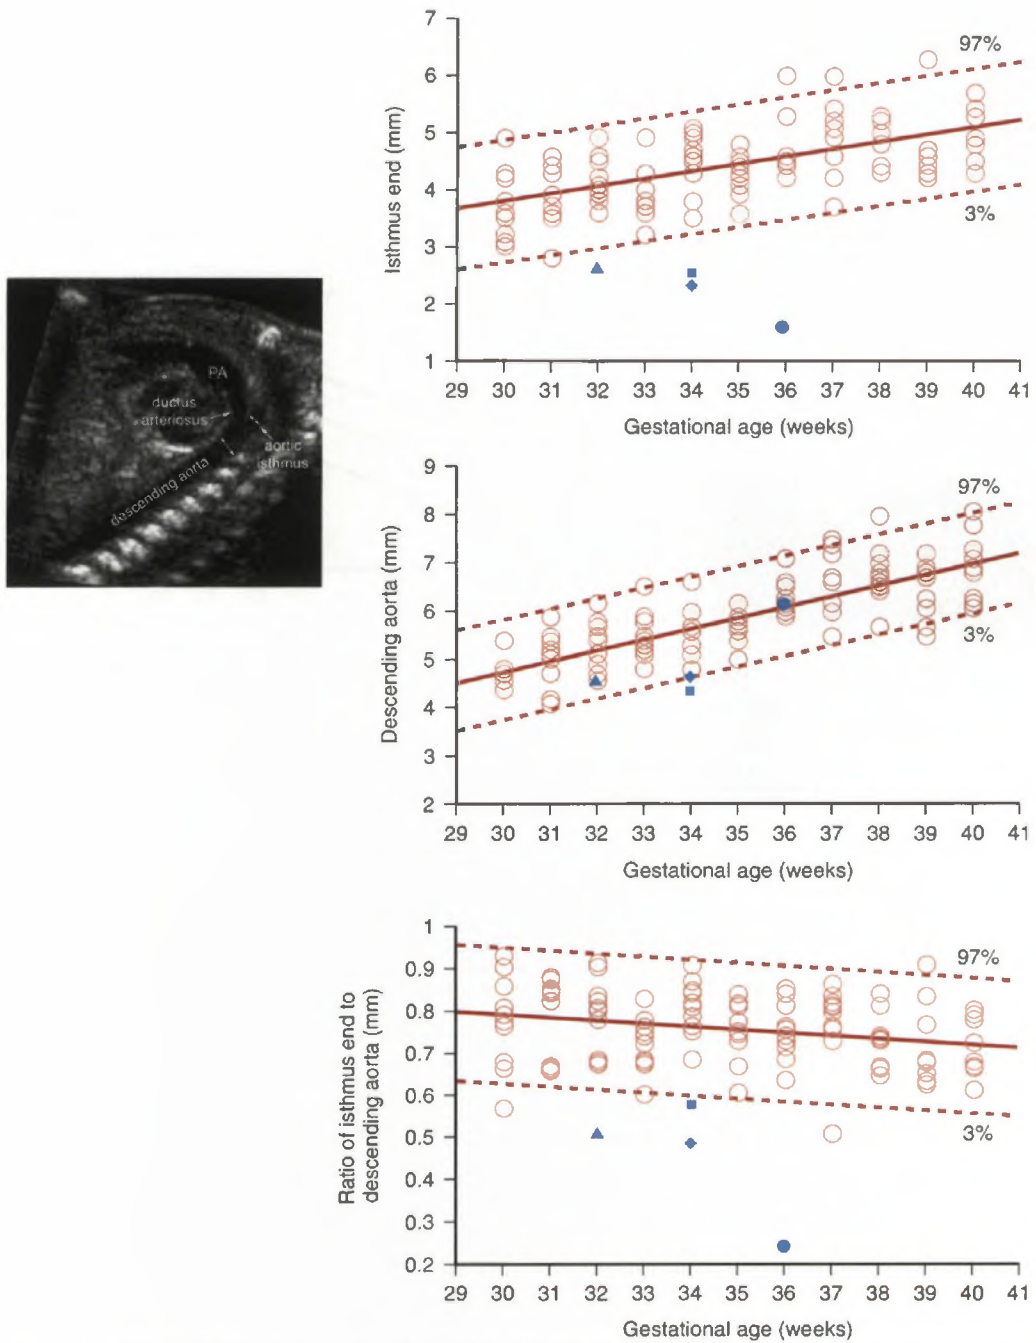 PA
ductus
arteriosus
aortic
isthmus
descending aorta
Isthmus end (mm)
7
6
5
4
3
2
1
97%
3%
29 30 31 32 33 34 35 36 37 38 39 40 41
Gestational age (weeks)
Descending aorta (mm)
9
8
7
6
5
4
3
2
97%
3%
29 30 31 32 33 34 35 36 37 38 39 40 41
Gestational age (weeks)
Ratio of isthmus end to
descending aorta (mm)
1
0.9
0.8
0.7
0.6
0.5
0.4
0.3
0.2
97%
3%
29 30 31 32 33 34 35 36 37 38 39 40 41
Gestational age (weeks)